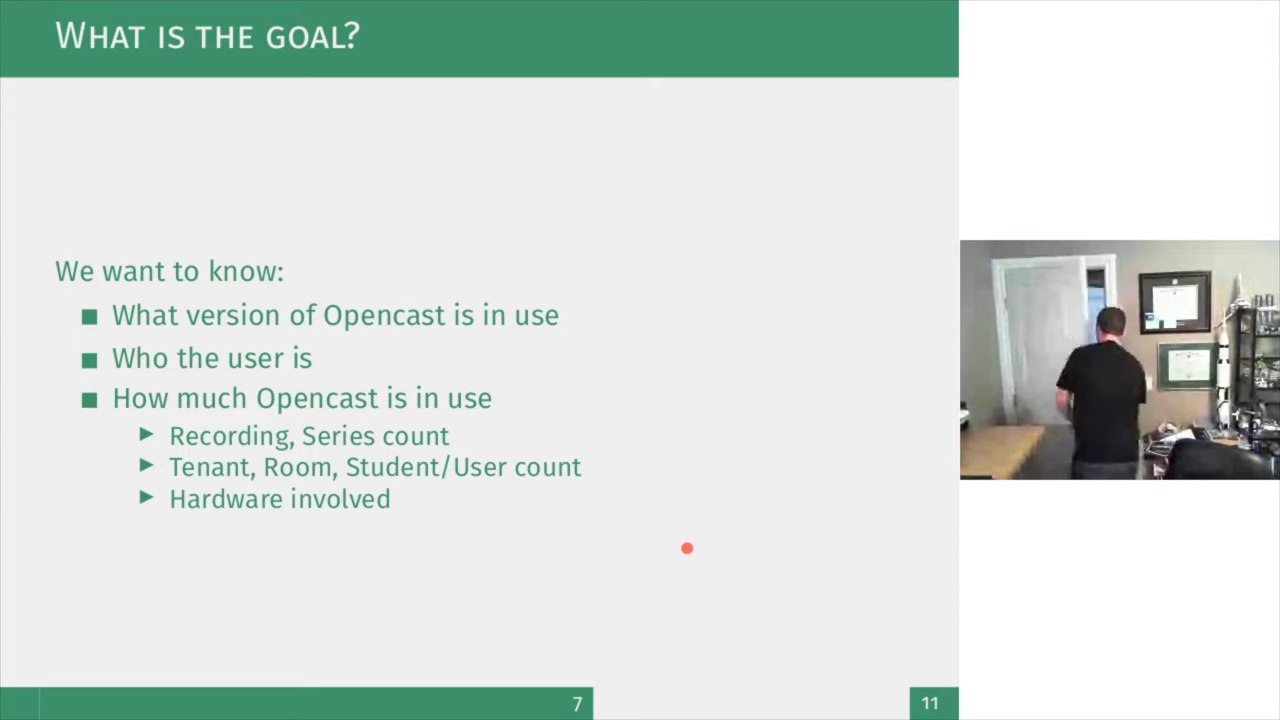 WHAT IS THE GOAL?
We want to know:
What version of Opencast is in use
Who the user is
How much Opencast is in use
Recording, Series count
Tenant, Room, Student/User count
Hardware involved
7
11